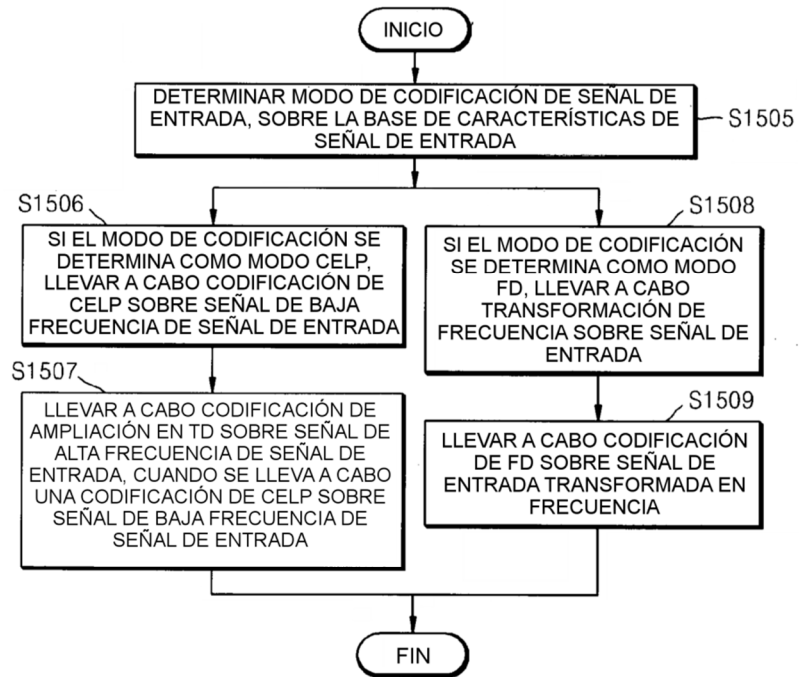 INICIO
DETERMINAR MODO DE CODIFICACIÓN DE SEÑAL DE
ENTRADA, SOBRE LA BASE DE CARACTERÍSTICAS DE
SEÑAL DE ENTRADA
S1505
S1506
SI EL MODO DE CODIFICACIÓN SE
DETERMINA COMO MODO CELP,
LLEVAR A CABO CODIFICACIÓN DE
CELP SOBRE SEÑAL DE BAJA
FRECUENCIA DE SEÑAL DE ENTRADA
S1507
LLEVAR A CABO CODIFICACIÓN DE
AMPLIACIÓN EN TD SOBRE SEÑAL DE
ALTA FRECUENCIA DE SEÑAL DE
ENTRADA, CUANDO SE LLEVA A CABO
UNA CODIFICACIÓN DE CELP SOBRE
SEÑAL DE BAJA FRECUENCIA DE
SEÑAL DE ENTRADA
S1508
SI EL MODO DE CODIFICACIÓN
SE DETERMINA COMO MODO
FD, LLEVAR A CABO
TRANSFORMACIÓN DE
FRECUENCIA SOBRE SEÑAL DE
ENTRADA
S1509
LLEVAR A CABO CODIFICACIÓN
DE FD SOBRE SEÑAL DE
ENTRADA TRANSFORMADA EN
FRECUENCIA
FIN